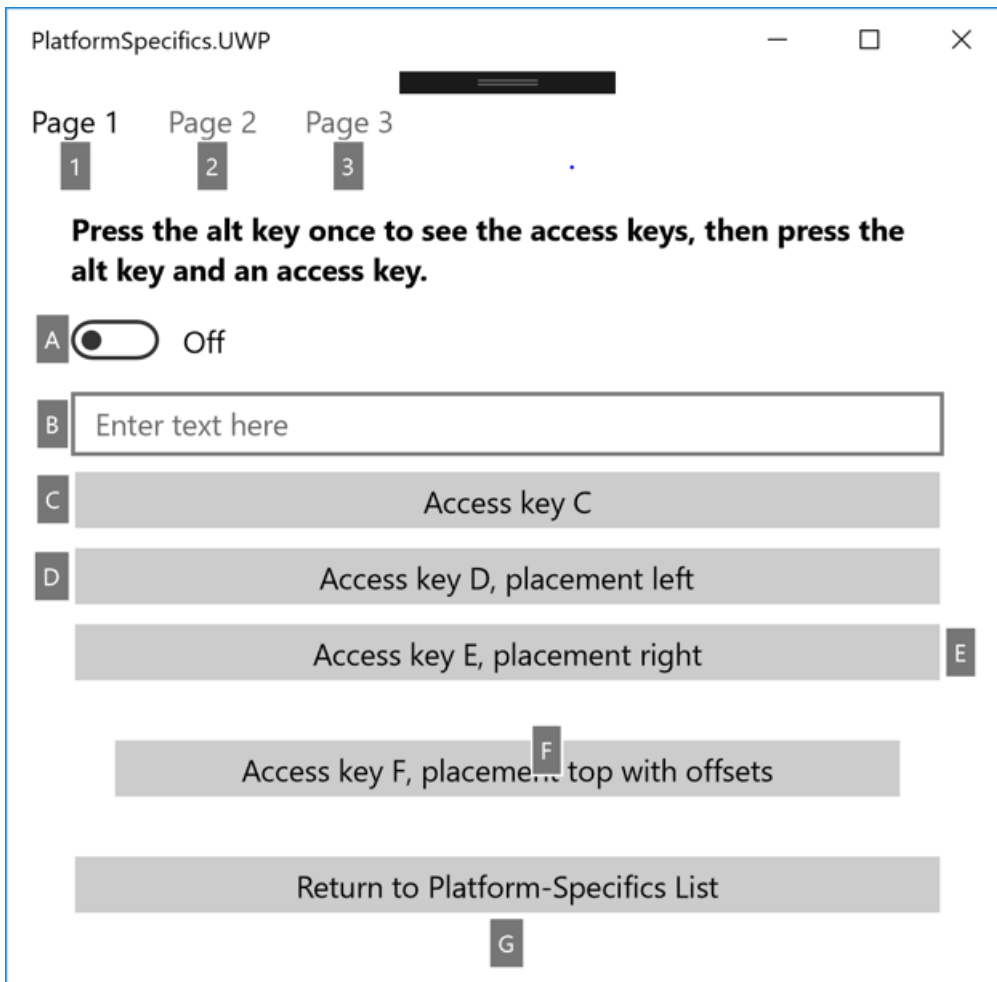 PlatformSpecifics.UWP
Page 1 Page 2 Page 3
1 2 3
Press the alt key once to see the access keys, then press the
alt key and an access key.
A Off
B Enter text here
C Access key C
D Access key D, placement left
Access key E, placement right E
F
Access key F, placement top with offsets
Return to Platform-Specifics List
G